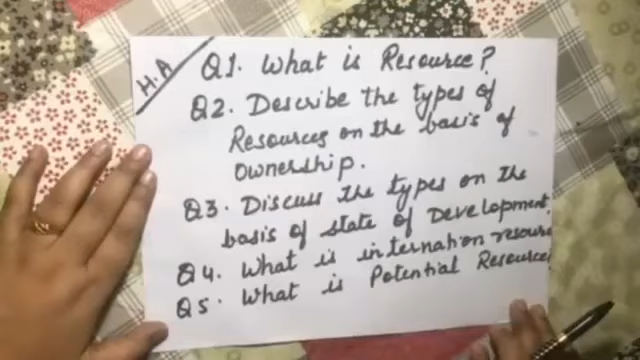 H.A
Q1. What is Resource?
Q2. Describe the types of
Resources on the basis of
ownership.
Q3. Discuss the types on the
basis of state of Development.
Q4. What is internation resour
Q5. What is Potential Resource